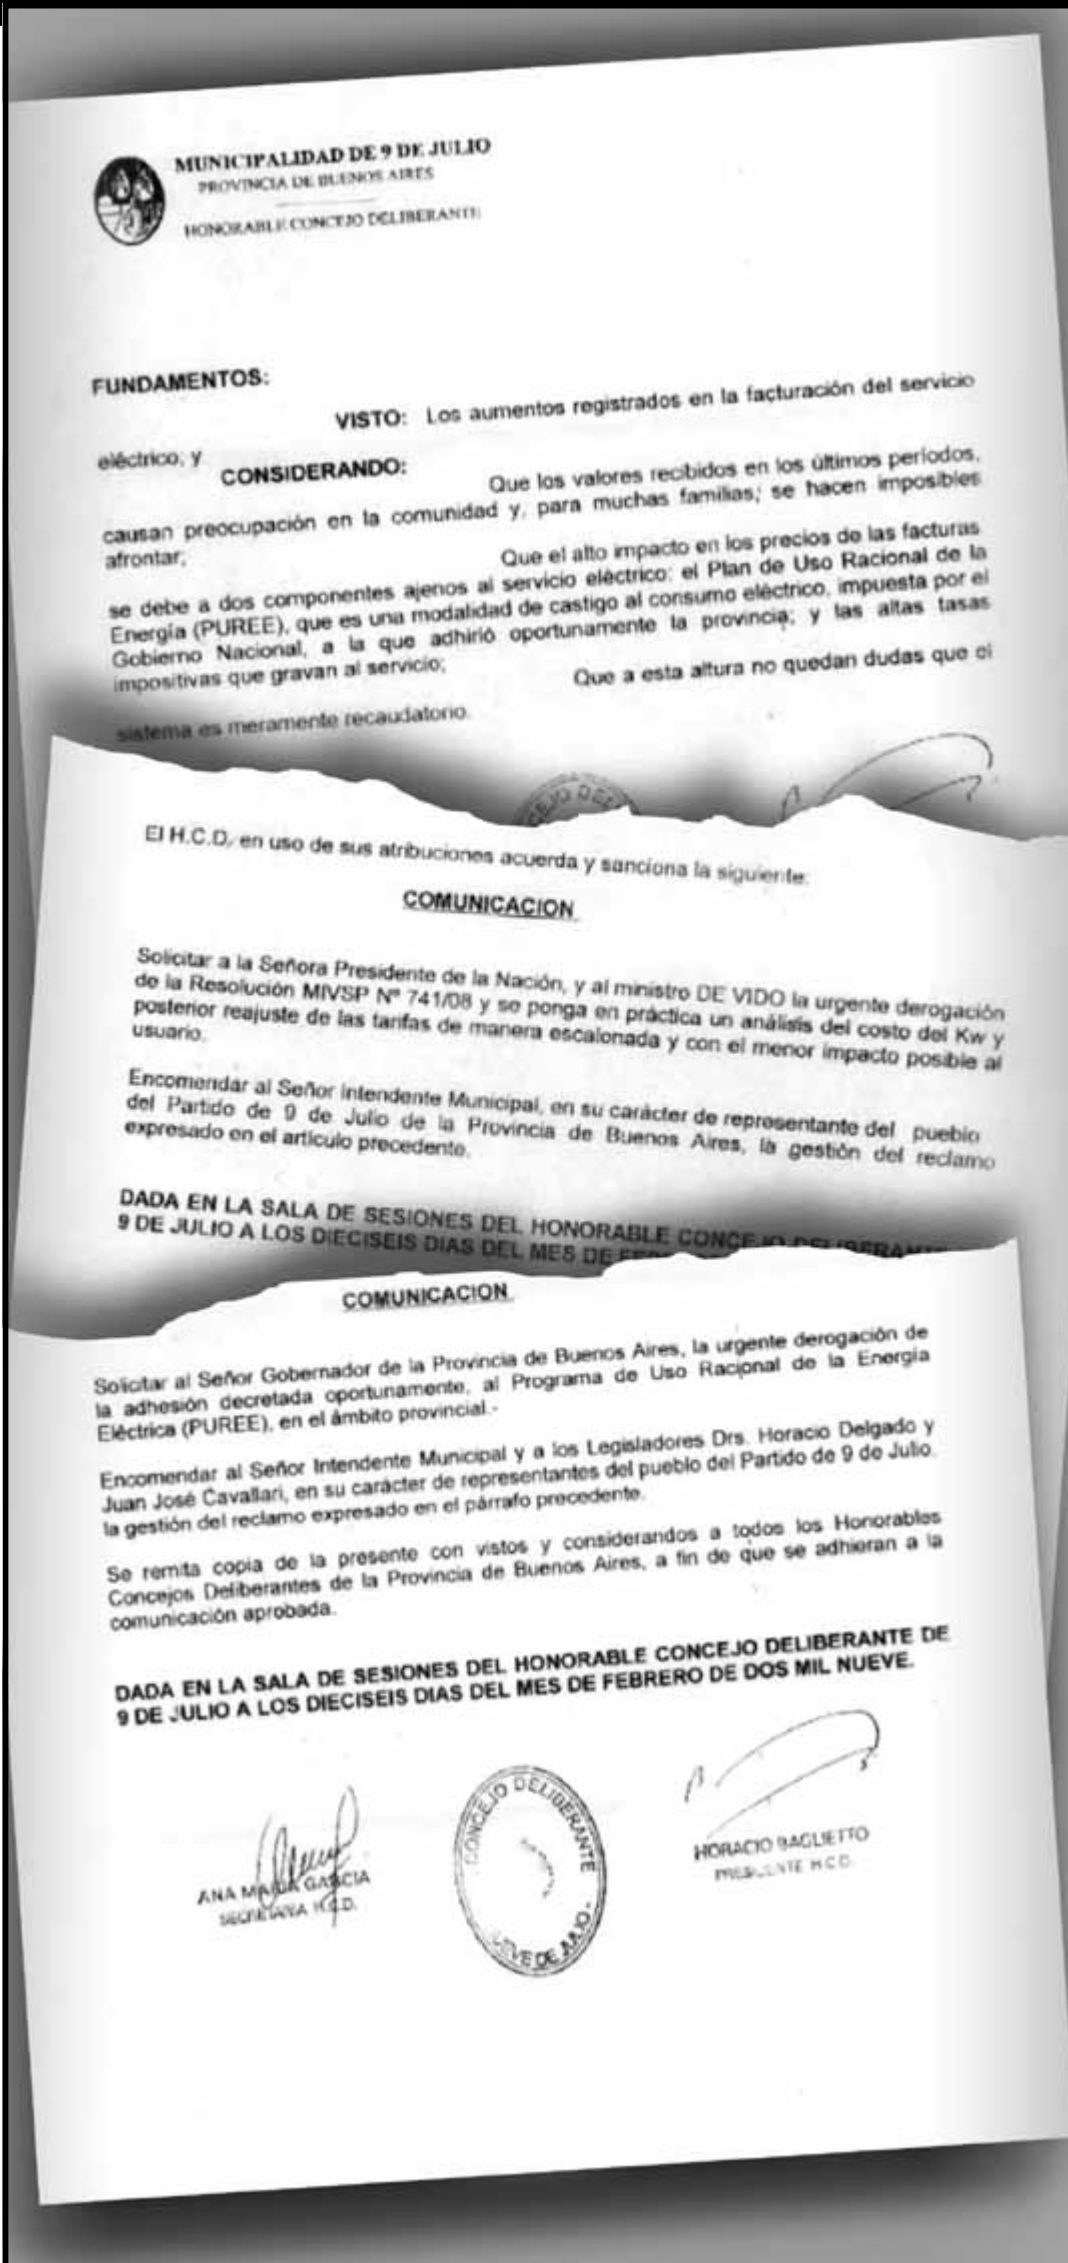 MUNICIPALIDAD DE 9 DE JULIO
PROVINCIA DE BUENOS AIRES
HONORABLE CONCEJO DELIBERANTE
FUNDAMENTOS:
VISTO: Los aumentos registrados en la facturación del servicio
eléctrico; y
CONSIDERANDO:
Que los valores recibidos en los últimos períodos,
causan preocupación en la comunidad y, para muchas familias; se hacen imposibles
afrontar;
Que el alto impacto en los precios de las facturas
se debe a dos componentes ajenos al servicio eléctrico: el Plan de Uso Racional de la
Energía (PUREE), que es una modalidad de castigo al consumo eléctrico, impuesta por el
Gobierno Nacional, a la que adhirió oportunamente la provincia; y las altas tasas
impositivas que gravan al servicio;
Que a esta altura no quedan dudas que el
sistema es meramente recaudatorio.
CEJO DEL
El H.C.D, en uso de sus atribuciones acuerda y sanciona la siguiente:
COMUNICACION
Solicitar a la Señora Presidente de la Nación, y al ministro DE VIDO la urgente derogación
de la Resolución MIVSP Nº 741/08 y se ponga en práctica un análisis del costo del Kw y
posterior reajuste de las tarifas de manera escalonada y con el menor impacto posible al
usuario.
Encomendar al Señor Intendente Municipal, en su carácter de representante del pueblo
del Partido de 9 de Julio de la Provincia de Buenos Aires, la gestión del reclamo
expresado en el artículo precedente.
DADA EN LA SALA DE SESIONES DEL HONORABLE CONCEJO DELIBERANTE
9 DE JULIO A LOS DIECISEIS DIAS DEL MES DE
COMUNICACION
Solicitar al Señor Gobernador de la Provincia de Buenos Aires, la urgente derogación de
la adhesión decretada oportunamente, al Programa de Uso Racional de la Energía
Eléctrica (PUREE), en el ámbito provincial.-
Encomendar al Señor Intendente Municipal y a los Legisladores Drs. Horacio Delgado y
Juan José Cavallari, en su carácter de representantes del pueblo del Partido de 9 de Julio,
la gestión del reclamo expresado en el párrafo precedente.
Se remita copia de la presente con vistos y considerandos a todos los Honorables
Concejos Deliberantes de la Provincia de Buenos Aires, a fin de que se adhieran a la
comunicación aprobada.
DADA EN LA SALA DE SESIONES DEL HONORABLE CONCEJO DELIBERANTE DE
9 DE JULIO A LOS DIECISEIS DIAS DEL MES DE FEBRERO DE DOS MIL NUEVE.
CONCEJO DELIBERANTE
UEVE DE JULIO -
ANA MARIA GARCIA
SECRETARIA H.C.D.
HORACIO BAGLIETTO
PRESIDENTE H.C.D.